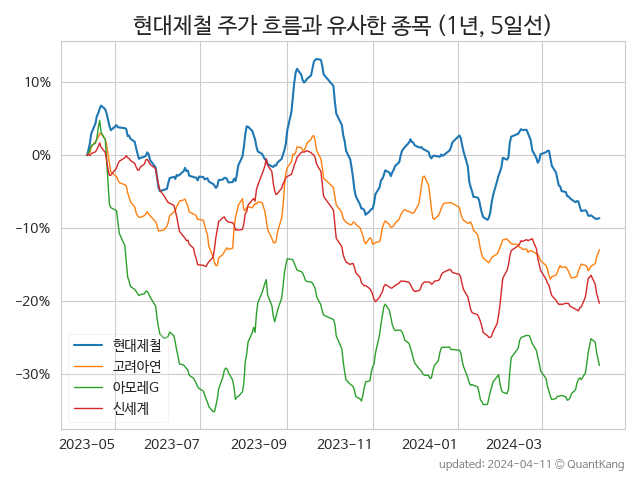 현대제철 주가 흐름과 유사한 종목 (1년, 5일선)
10%
0%
−10%
−20%
−30%
현대제철
고려아연
아모레G
신세계
2023-05 2023-07 2023-09 2023-11 2024-01 2024-03
updated: 2024-04-11 © QuantKang